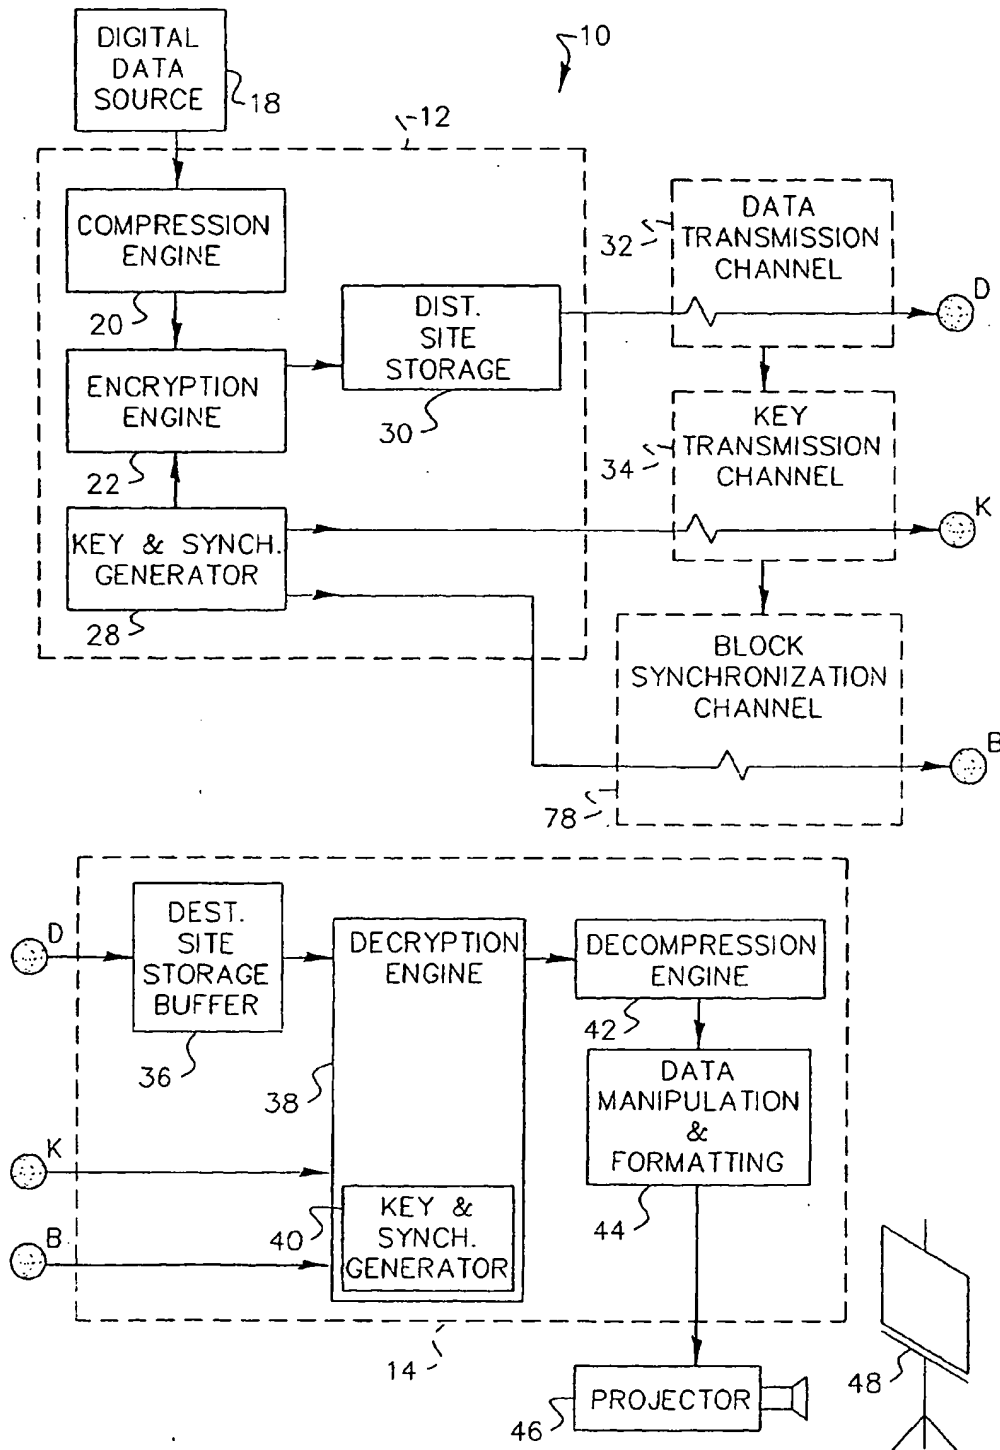 DIGITAL
DATA
SOURCE
18
10
12
COMPRESSION
ENGINE
20
ENCRYPTION
ENGINE
22
KEY & SYNCH.
GENERATOR
28
DIST.
SITE
STORAGE
30
DATA
TRANSMISSION
CHANNEL
32
D
KEY
TRANSMISSION
CHANNEL
34
K
BLOCK
SYNCHRONIZATION
CHANNEL
78
B
D
DEST.
SITE
STORAGE
BUFFER
36
K
B
DECRYPTION
ENGINE
38
40
KEY &
SYNCH.
GENERATOR
DECOMPRESSION
ENGINE
42
DATA
MANIPULATION
&
FORMATTING
44
14
PROJECTOR
46
48